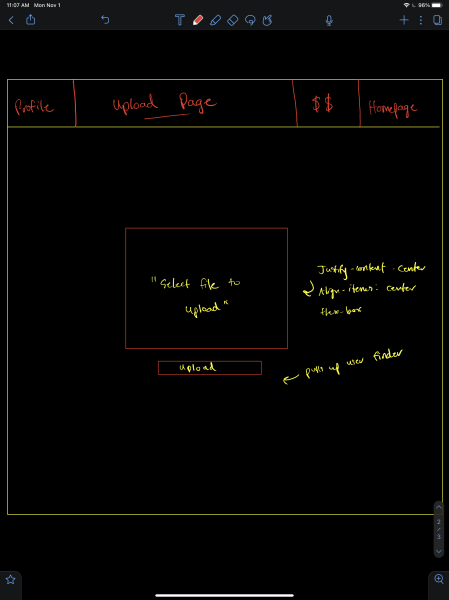 11:07 AM Mon Nov 1
96%
Profile
Upload Page
$$
Homepage
"Select file to
upload"
Justify-content: center
Align-items: center
flex-box
upload
pulls up user finder
2
/
3